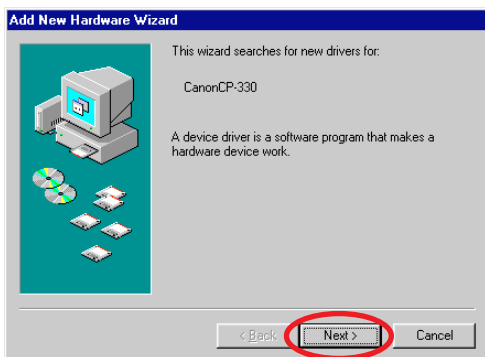 Add New Hardware Wizard
This wizard searches for new drivers for:
CanonCP-330
A device driver is a software program that makes a
hardware device work.
< Back
Next >
Cancel